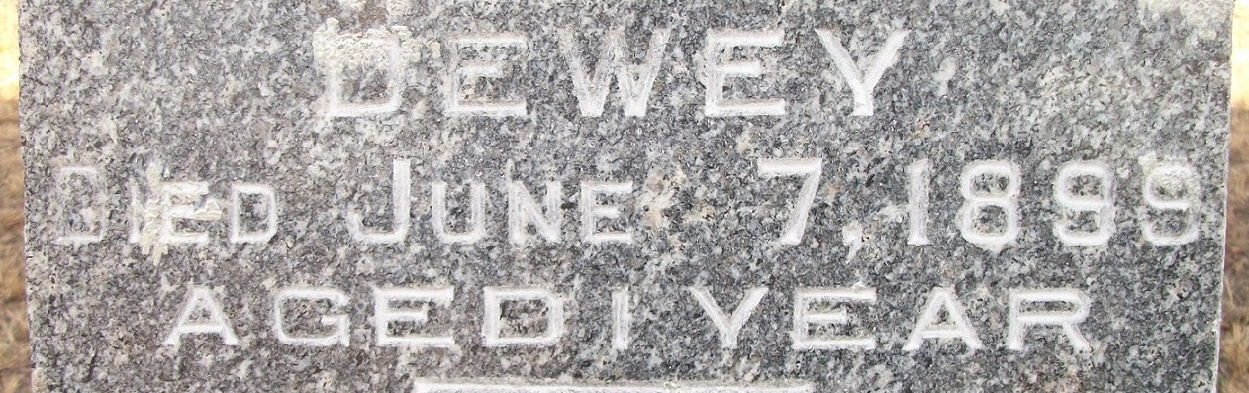 DEWEY
DIED JUNE 7, 1899
AGED 1 YEAR